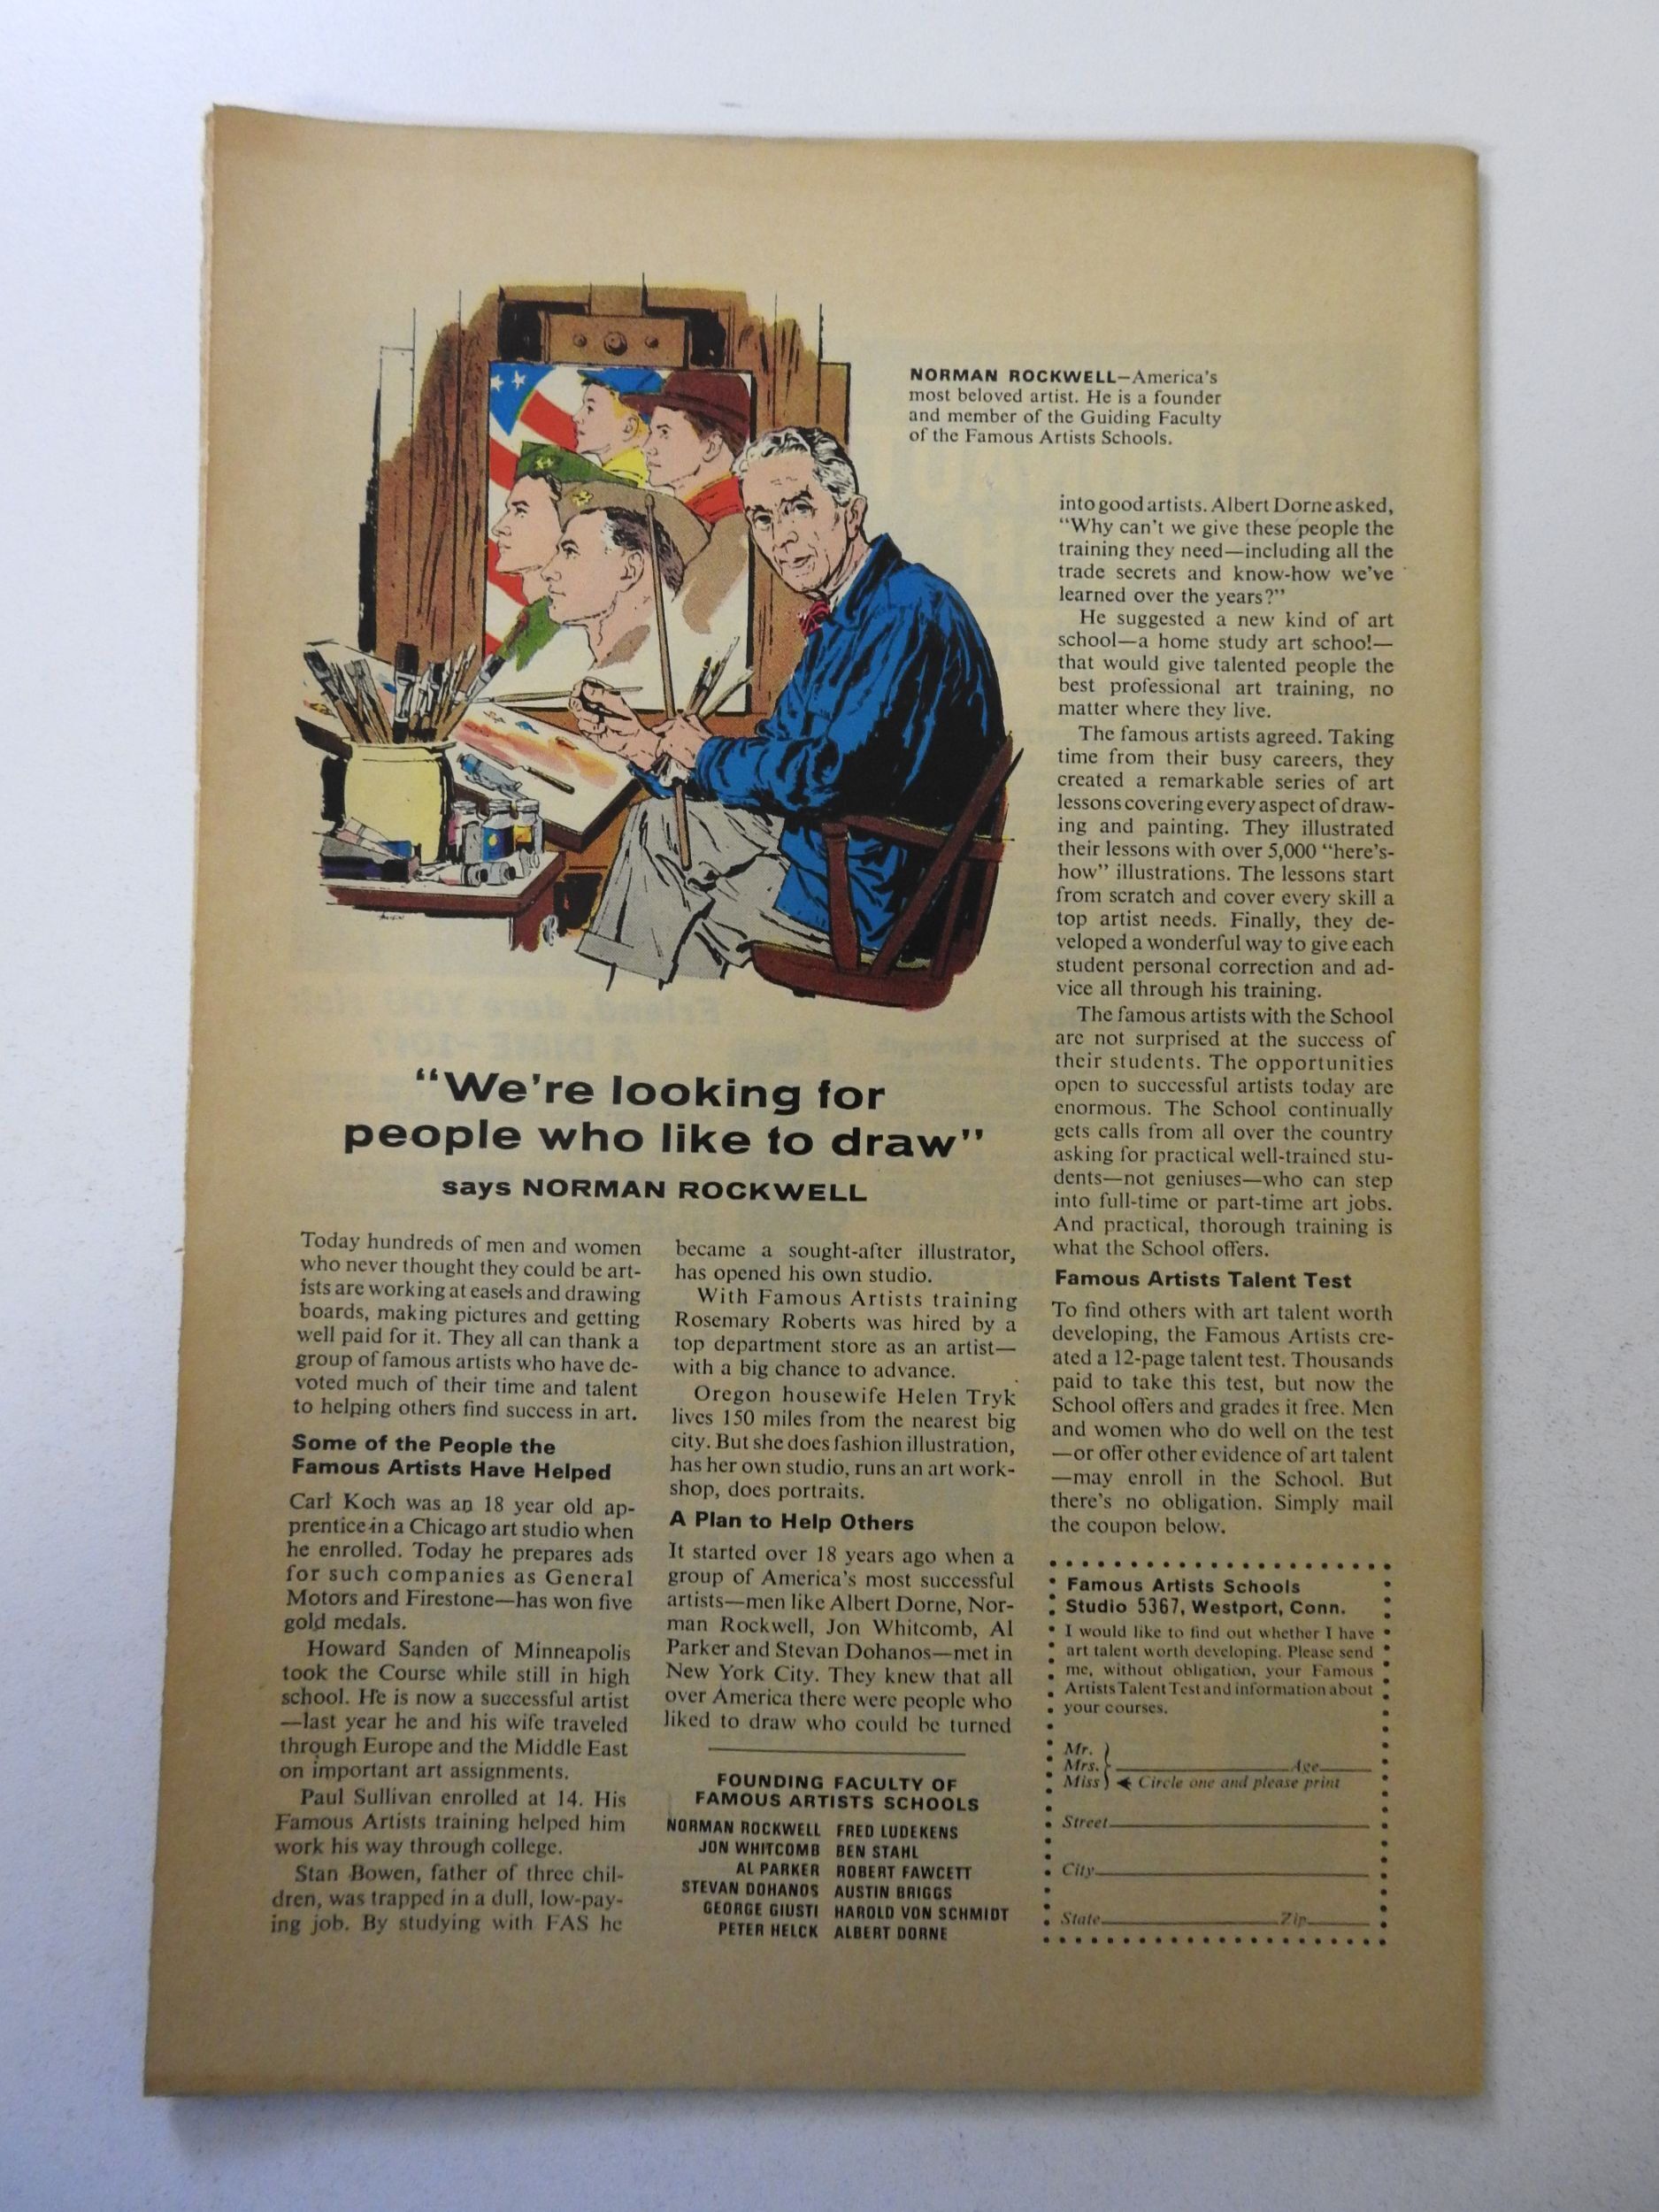 NORMAN ROCKWELL—America's
most beloved artist. He is a founder
and member of the Guiding Faculty
of the Famous Artists Schools.
"We're looking for
people who like to draw"
says NORMAN ROCKWELL
Today hundreds of men and women
who never thought they could be art-
ists are working at easels and drawing
boards, making pictures and getting
well paid for it. They all can thank a
group of famous artists who have de-
voted much of their time and talent
to helping others find success in art.
Some of the People the
Famous Artists Have Helped
Carl Koch was an 18 year old ap-
prentice in a Chicago art studio when
he enrolled. Today he prepares ads
for such companies as General
Motors and Firestone—has won five
gold medals.
Howard Sanden of Minneapolis
took the Course while still in high
school. He is now a successful artist
—last year he and his wife traveled
through Europe and the Middle East
on important art assignments.
Paul Sullivan enrolled at 14. His
Famous Artists training helped him
work his way through college.
Stan Bowen, father of three chil-
dren, was trapped in a dull, low-pay-
ing job. By studying with FAS he
became a sought-after illustrator,
has opened his own studio.
With Famous Artists training
Rosemary Roberts was hired by a
top department store as an artist—
with a big chance to advance.
Oregon housewife Helen Tryk
lives 150 miles from the nearest big
city. But she does fashion illustration,
has her own studio, runs an art work-
shop, does portraits.
A Plan to Help Others
It started over 18 years ago when a
group of America's most successful
artists—men like Albert Dorne, Nor-
man Rockwell, Jon Whitcomb, Al
Parker and Stevan Dohanos—met in
New York City. They knew that all
over America there were people who
liked to draw who could be turned
FOUNDING FACULTY OF
FAMOUS ARTISTS SCHOOLS
NORMAN ROCKWELL FRED LUDEKENS
JON WHITCOMB BEN STAHL
AL PARKER ROBERT FAWCETT
STEVAN DOHANOS AUSTIN BRIGGS
GEORGE GIUSTI HAROLD VON SCHMIDT
PETER HELCK ALBERT DORNE
into good artists. Albert Dorne asked,
"Why can't we give these people the
training they need—including all the
trade secrets and know-how we've
learned over the years?"
He suggested a new kind of art
school—a home study art school—
that would give talented people the
best professional art training, no
matter where they live.
The famous artists agreed. Taking
time from their busy careers, they
created a remarkable series of art
lessons covering every aspect of draw-
ing and painting. They illustrated
their lessons with over 5,000 "here's-
how" illustrations. The lessons start
from scratch and cover every skill a
top artist needs. Finally, they de-
veloped a wonderful way to give each
student personal correction and ad-
vice all through his training.
The famous artists with the School
are not surprised at the success of
their students. The opportunities
open to successful artists today are
enormous. The School continually
gets calls from all over the country
asking for practical well-trained stu-
dents—not geniuses—who can step
into full-time or part-time art jobs.
And practical, thorough training is
what the School offers.
Famous Artists Talent Test
To find others with art talent worth
developing, the Famous Artists cre-
ated a 12-page talent test. Thousands
paid to take this test, but now the
School offers and grades it free. Men
and women who do well on the test
—or offer other evidence of art talent
—may enroll in the School. But
there's no obligation. Simply mail
the coupon below.
Famous Artists Schools
Studio 5367, Westport, Conn.
I would like to find out whether I have
art talent worth developing. Please send
me, without obligation, your Famous
Artists Talent Test and information about
your courses.
Mr.
Mrs. Age
Miss Circle one and please print
Street
City
State Zip